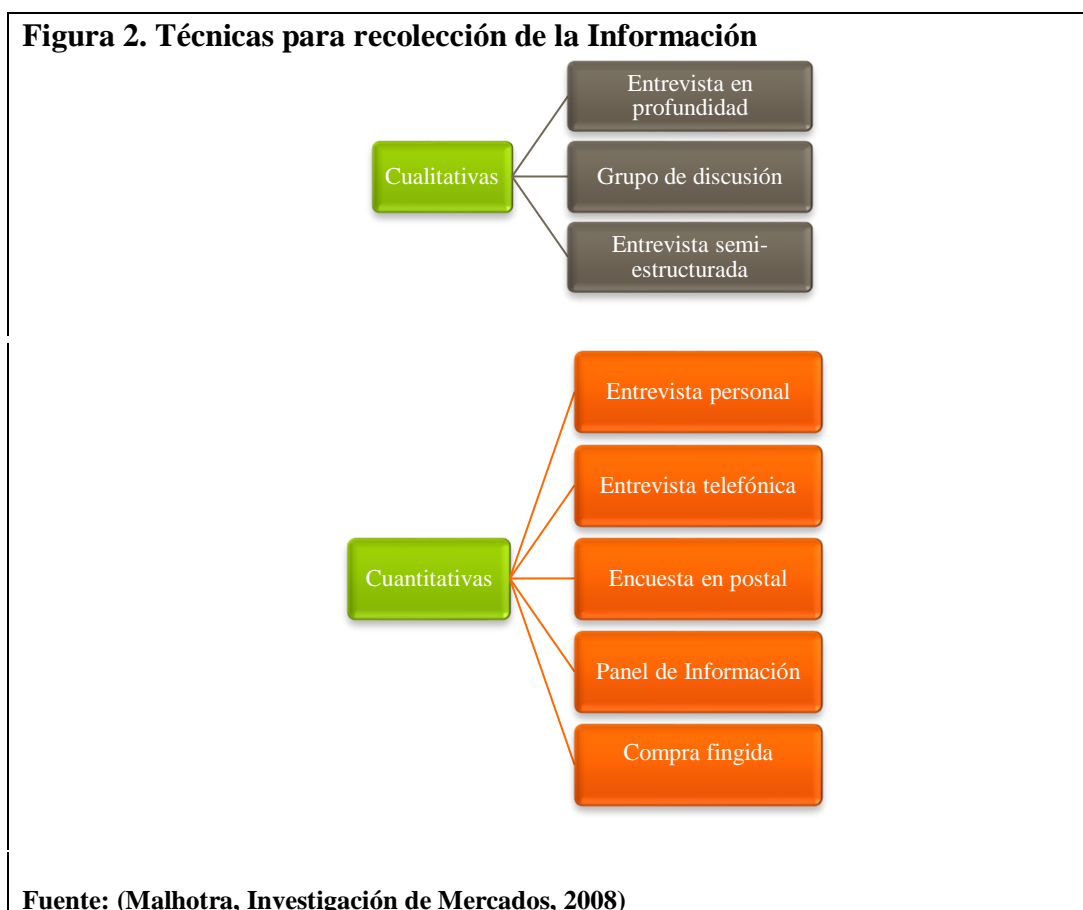 Figura 2. Técnicas para recolección de la Información
Entrevista en
profundidad
Cualitativas
Grupo de discusión
Entrevista semi-
estructurada
Entrevista personal
Entrevista telefónica
Cuantitativas
Encuesta en postal
Panel de Información
Compra fingida
Fuente: (Malhotra, Investigación de Mercados, 2008)